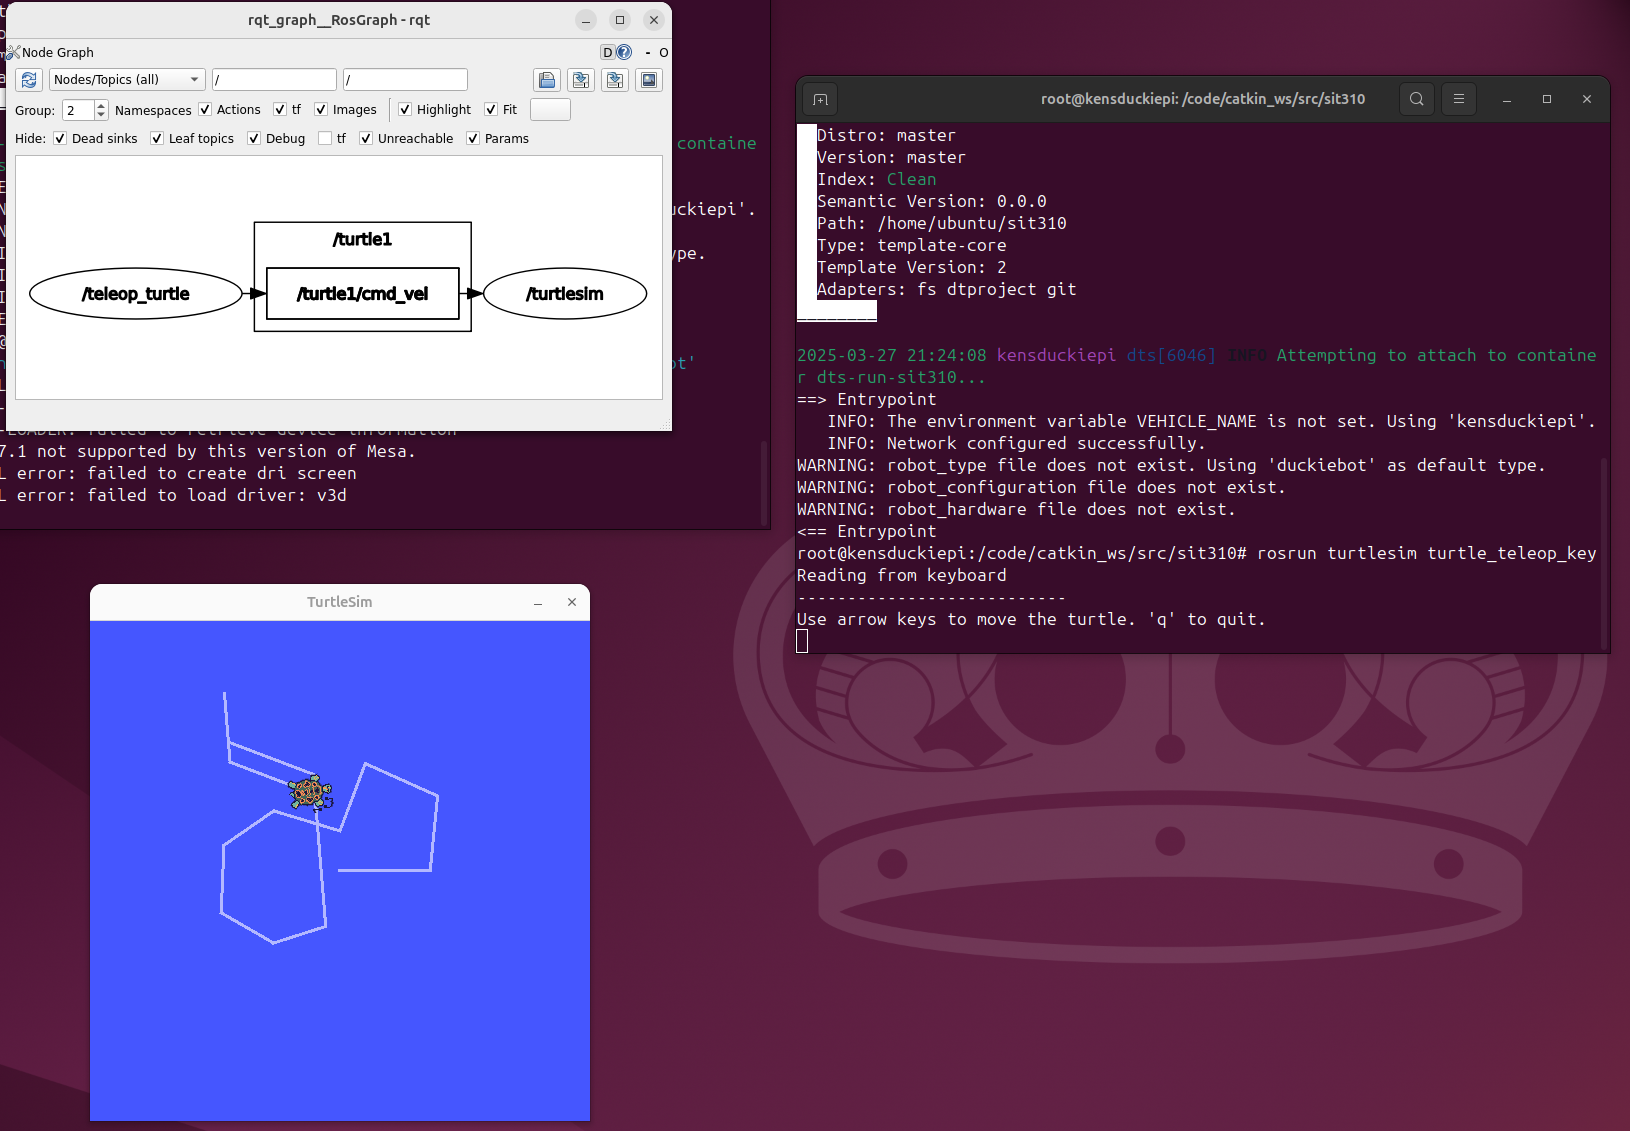 rqt_graph__RosGraph - rqt
Node Graph
D
- O
Nodes/Topics (all)
/
/
Group: 2 Namespaces Actions tf Images Highlight Fit
Hide: Dead sinks Leaf topics Debug tf Unreachable Params
/turtle1
/teleop_turtle
/turtle1/cmd_vel
/turtlesim
containe
uckiepi'.
ype.
ot'
7.1 not supported by this version of Mesa.
L error: failed to create dri screen
L error: failed to load driver: v3d
TurtleSim
root@kensduckiepi: /code/catkin_ws/src/sit310
Distro: master
Version: master
Index: Clean
Semantic Version: 0.0.0
Path: /home/ubuntu/sit310
Type: template-core
Template Version: 2
Adapters: fs dtproject git
2025-03-27 21:24:08 kensduckiepi dts[6046] INFO Attempting to attach to containe
r dts-run-sit310...
==> Entrypoint
INFO: The environment variable VEHICLE_NAME is not set. Using 'kensduckiepi'.
INFO: Network configured successfully.
WARNING: robot_type file does not exist. Using 'duckiebot' as default type.
WARNING: robot_configuration file does not exist.
WARNING: robot_hardware file does not exist.
<== Entrypoint
root@kensduckiepi:/code/catkin_ws/src/sit310# rosrun turtlesim turtle_teleop_key
Reading from keyboard
---------------------------
Use arrow keys to move the turtle. 'q' to quit.